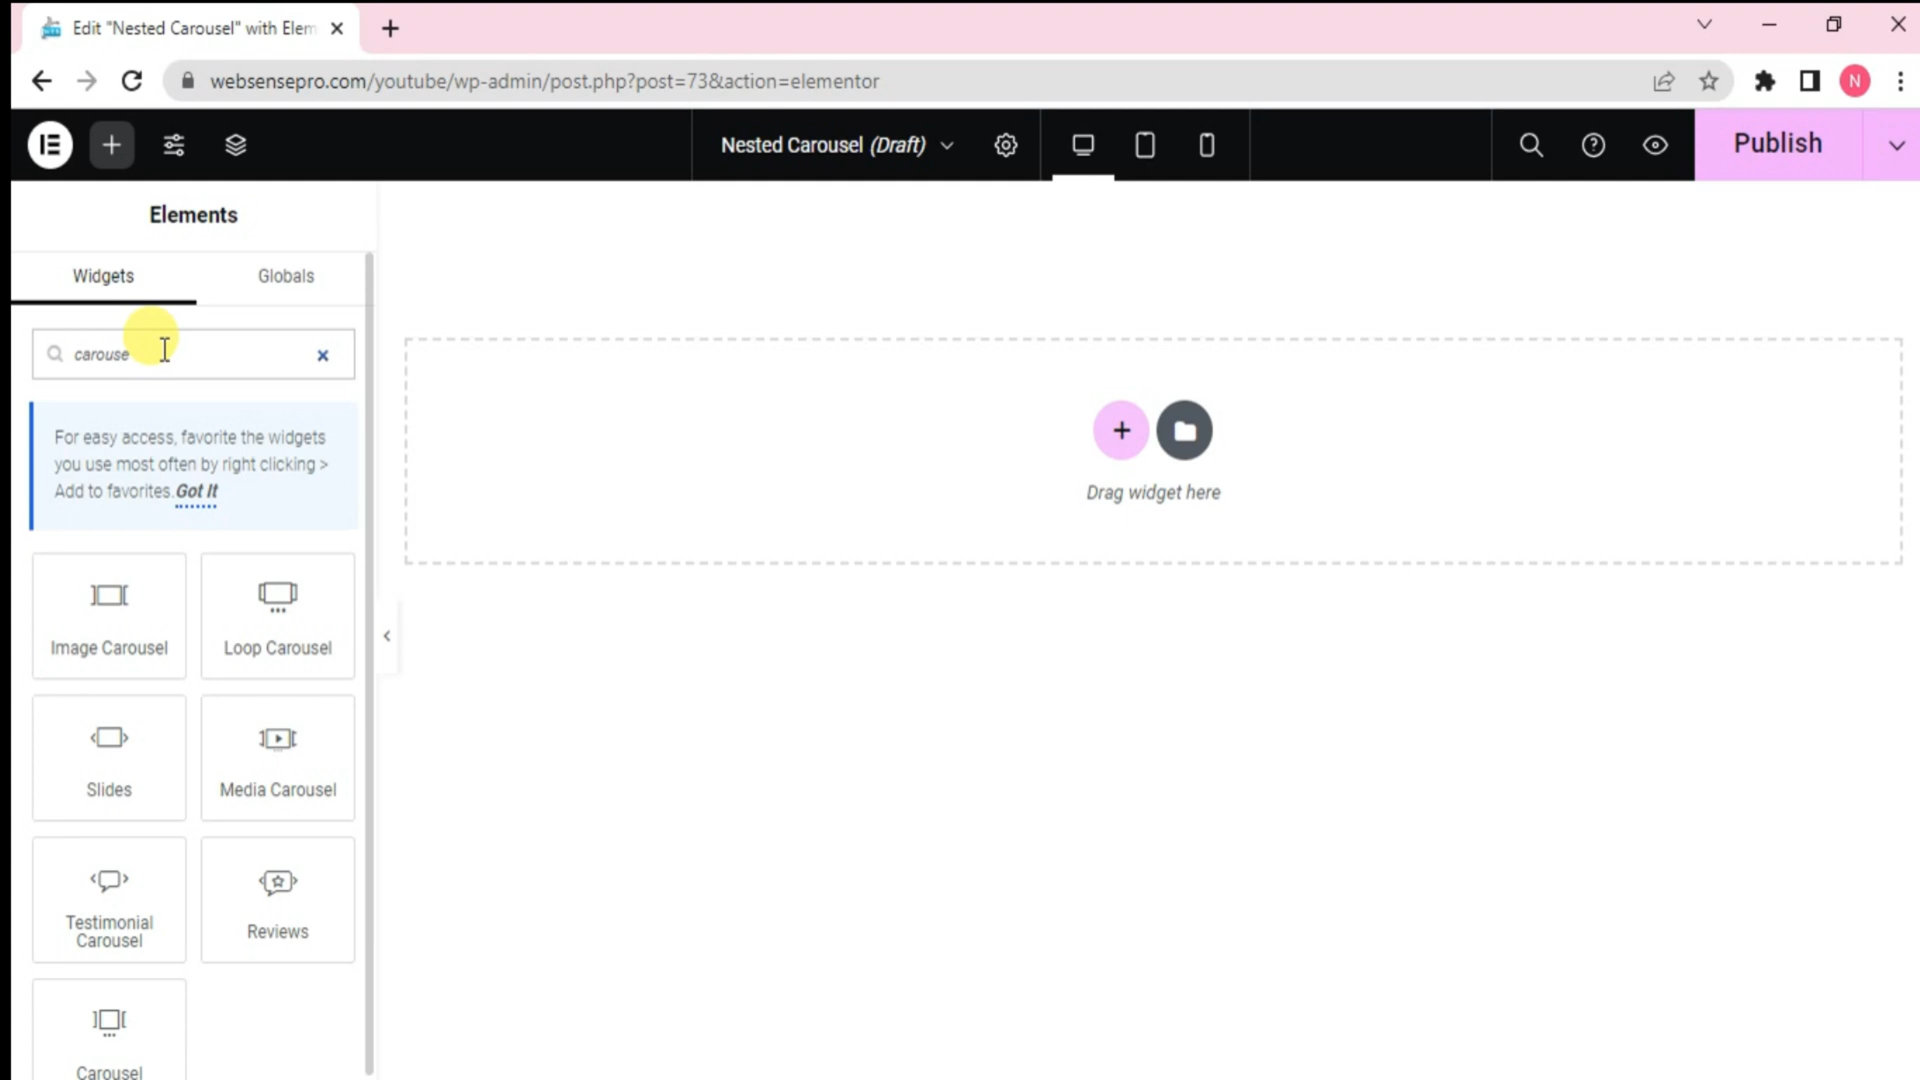 Edit "Nested Carousel" with Elem
websensepro.com/youtube/wp-admin/post.php?post=73&action=elementor
N
Nested Carousel (Draft)
Publish
Elements
Widgets
Globals
carouse
For easy access, favorite the widgets
you use most often by right clicking >
Add to favorites. Got It
Drag widget here
Image Carousel
Loop Carousel
Slides
Media Carousel
Testimonial
Carousel
Reviews
Carousel